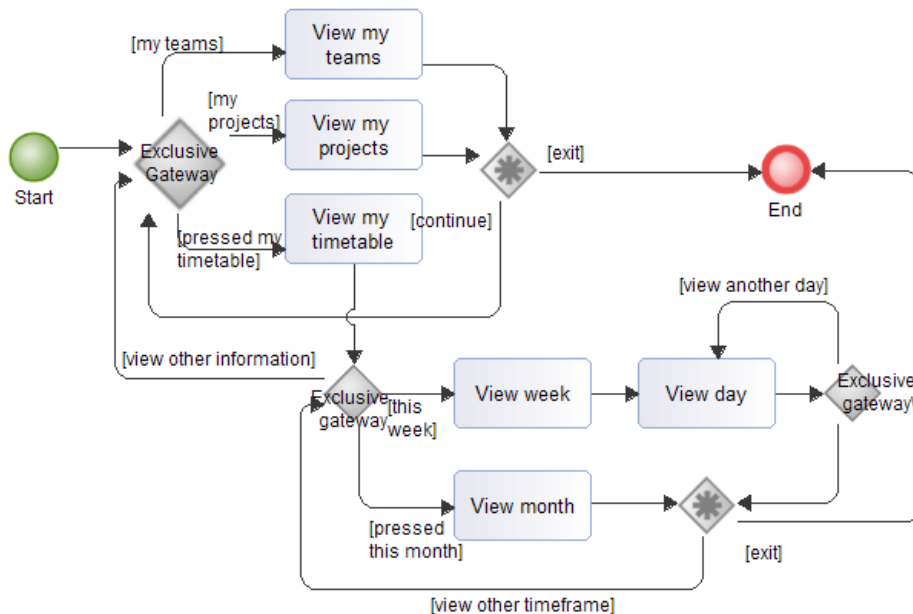 [my teams]
View my
teams
[my
projects]
View my
projects
[exit]
Exclusive
Gateway
Start
End
View my
timetable
[continue]
[pressed my
timetable]
[view another day]
[view other information]
Exclusive
gateway
[this
week]
View week
View day
Exclusive
gateway\
View month
[pressed
this month]
[exit]
[view other timeframe]